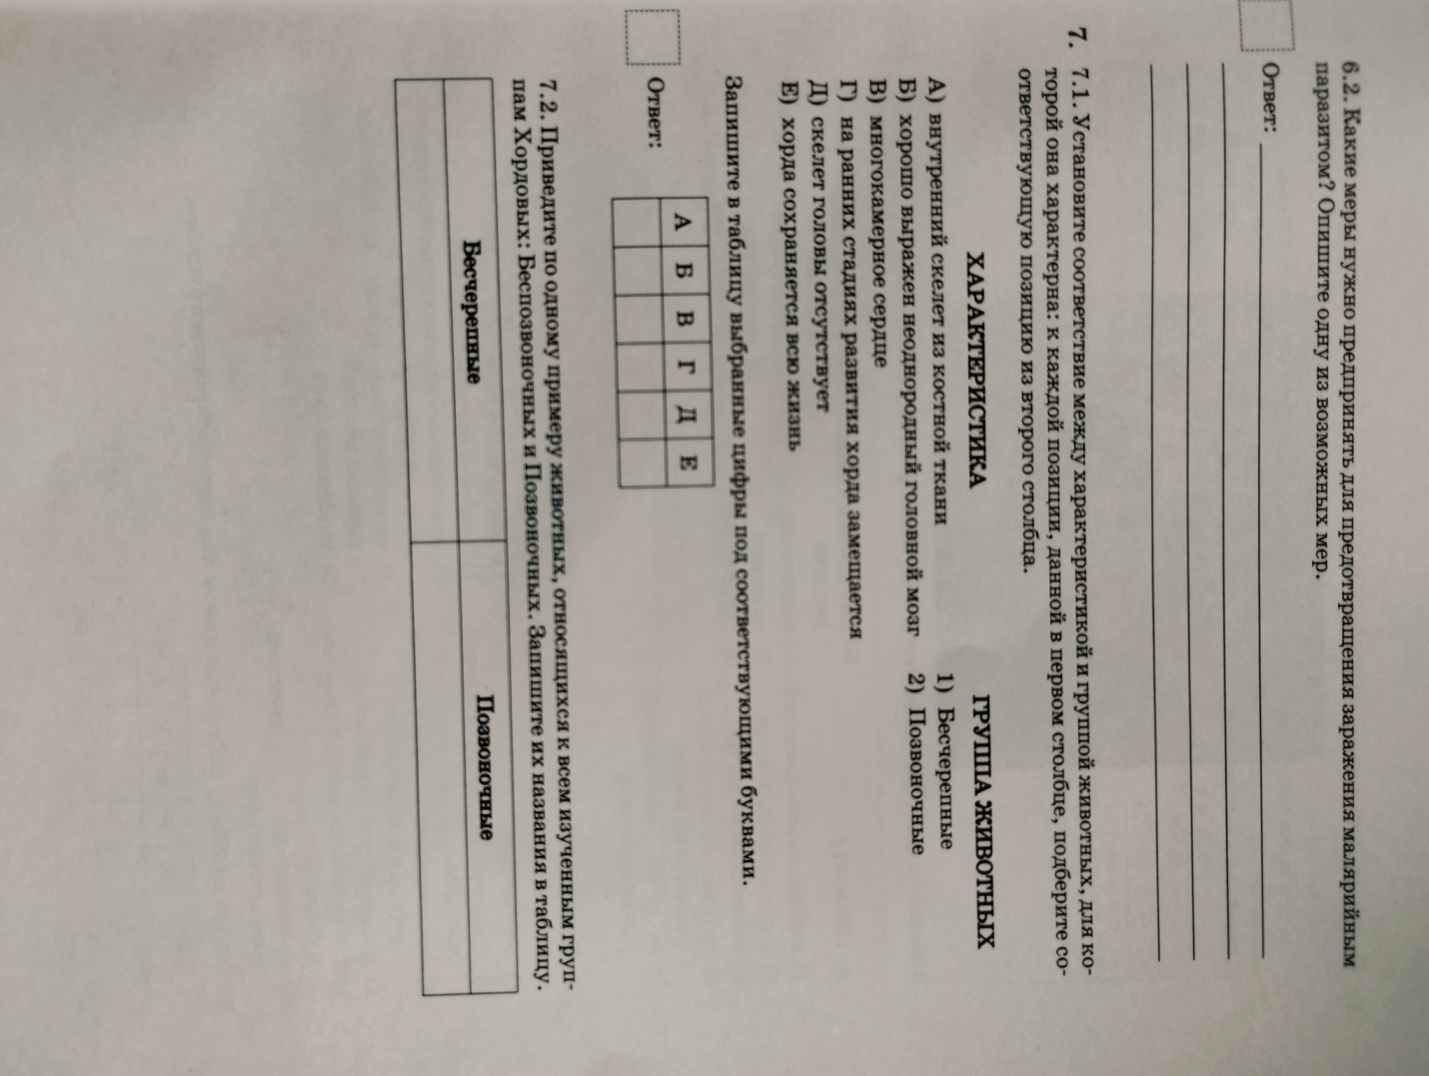 6.2. Какие меры нужно предпринять для предотвращения заражения малярийным
паразитом? Опишите одну из возможных мер.
Ответ:
7. 7.1. Установите соответствие между характеристикой и группой животных, для ко-
торой она характерна: к каждой позиции, данной в первом столбце, подберите со-
ответствующую позицию из второго столбца.
ХАРАКТЕРИСТИКА ГРУППА ЖИВОТНЫХ
А) внутренний скелет из костной ткани 1) Бесчерепные
Б) хорошо выражен неоднородный головной мозг 2) Позвоночные
В) многокамерное сердце
Г) на ранних стадиях развития хорда замещается
Д) скелет головы отсутствует
Е) хорда сохраняется всю жизнь
Запишите в таблицу выбранные цифры под соответствующими буквами.
Ответ:
А Б В Г Д Е
7.2. Приведите по одному примеру животных, относящихся к всем изученным груп-
пам Хордовых: Беспозвоночных и Позвоночных. Запишите их названия в таблицу.
Бесчерепные Позвоночные